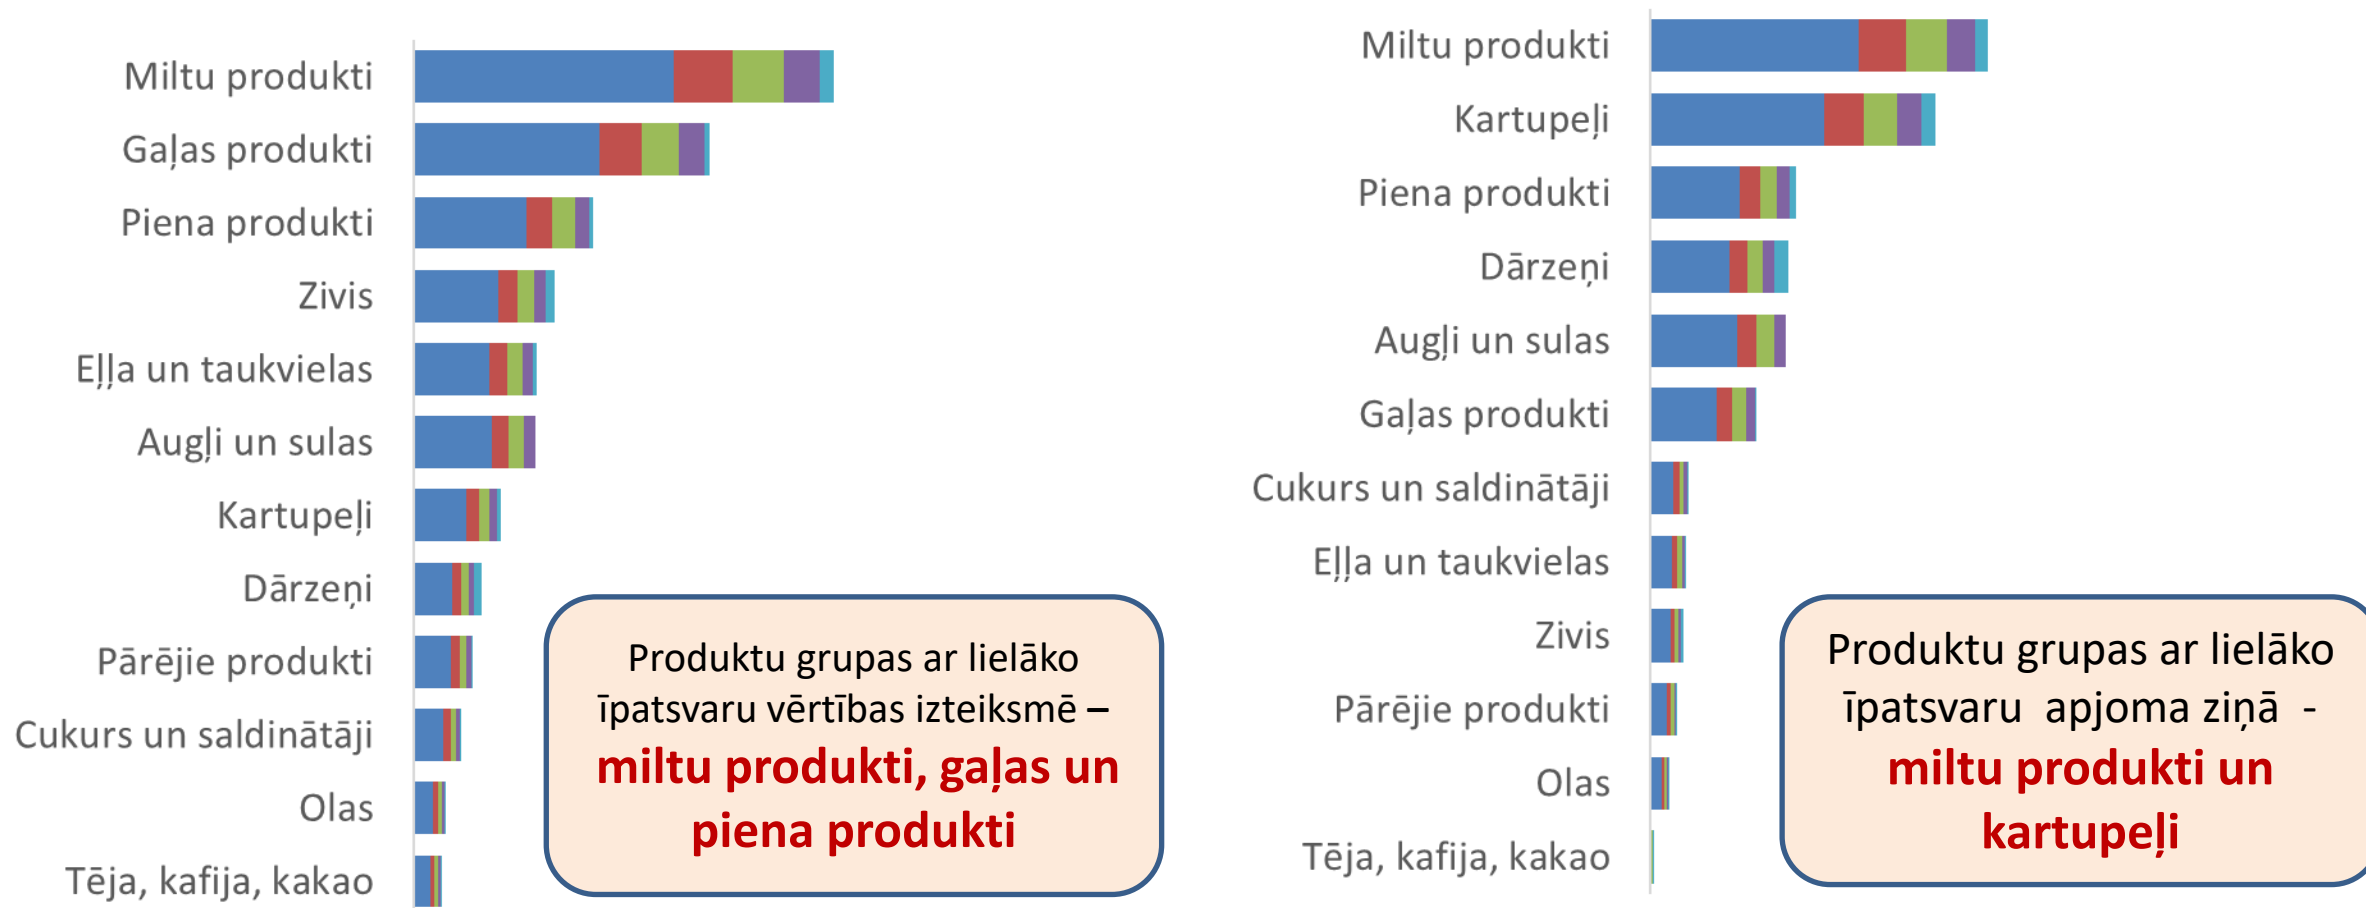 Miltu produkti
Gaļas produkti
Piena produkti
Zivis
Eļļa un taukvielas
Augļi un sulas
Kartupeļi
Dārzeņi
Pārējie produkti
Cukurs un saldinātāji
Olas
Tēja, kafija, kakao
Produktu grupas ar lielāko
īpatsvaru vērtības izteiksmē –
miltu produkti, gaļas un
piena produkti
Miltu produkti
Kartupeļi
Piena produkti
Dārzeņi
Augļi un sulas
Gaļas produkti
Cukurs un saldinātāji
Eļļa un taukvielas
Zivis
Pārējie produkti
Olas
Tēja, kafija, kakao
Produktu grupas ar lielāko
īpatsvaru apjoma ziņā -
miltu produkti un
kartupeļi